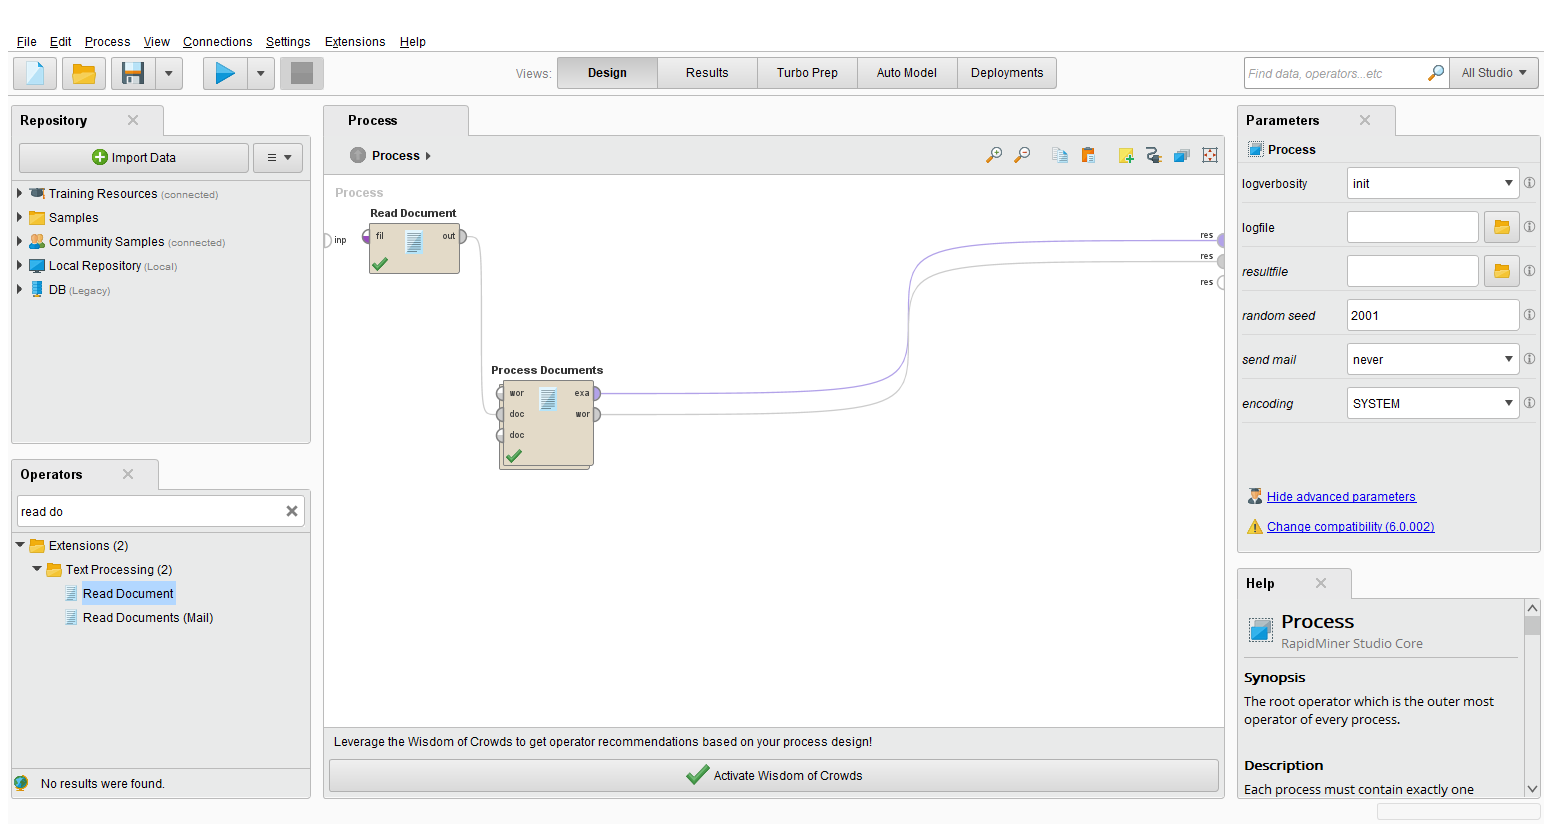 File Edit Process View Connections Settings Extensions Help
Views: Design Results Turbo Prep Auto Model Deployments
Find data, operators...etc All Studio
Repository
Import Data
Training Resources (connected)
Samples
Community Samples (connected)
Local Repository (Local)
DB (Legacy)
Operators
read do
Extensions (2)
Text Processing (2)
Read Document
Read Documents (Mail)
No results were found.
Process
Process
Process
Read Document
inp
fil out
res
res
res
Process Documents
wor exa
doc wor
doc
Leverage the Wisdom of Crowds to get operator recommendations based on your process design!
Activate Wisdom of Crowds
Parameters
Process
logverbosity init
logfile
resultfile
random seed 2001
send mail never
encoding SYSTEM
Hide advanced parameters
Change compatibility (6.0.002)
Help
Process
RapidMiner Studio Core
Synopsis
The root operator which is the outer most
operator of every process.
Description
Each process must contain exactly one